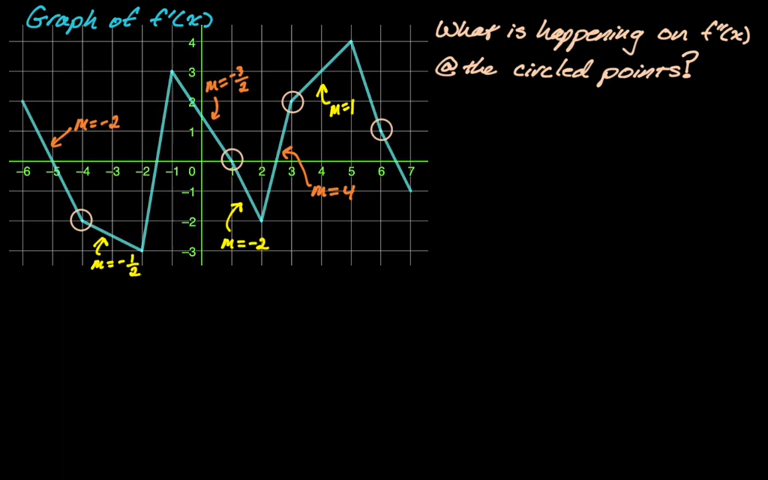 Graph of f'(x)
What is happening on f"(x)
@ the circled points?
4
3
2
1
0
-1
-2
-3
-6 -5 -4 -3 -2 -1 1 2 3 4 5 6 7
m = -2
m = -3/2
m = 1
m = 4
m = -2
m = -1/2